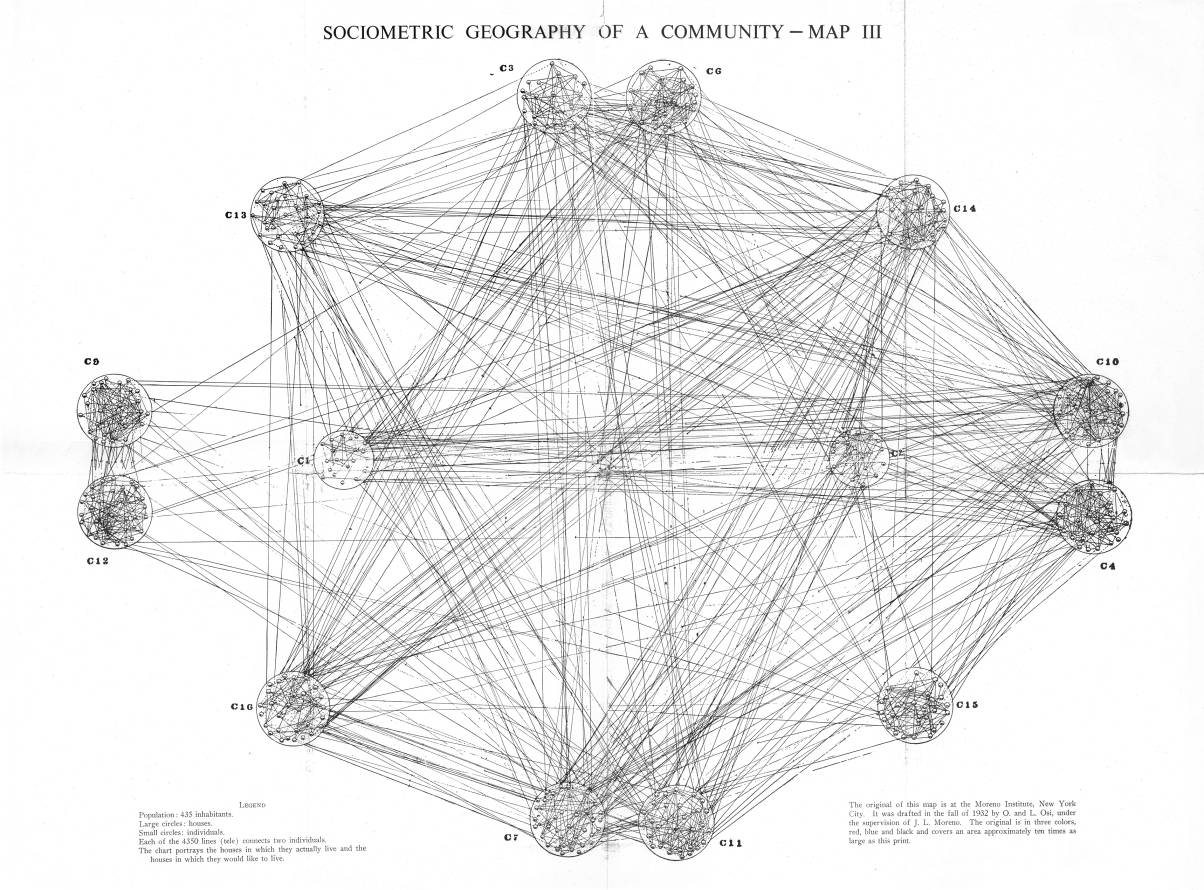 SOCIOMETRIC GEOGRAPHY OF A COMMUNITY — MAP III
C3
C6
C13
C14
C9
C10
C1
C2
C12
C4
C16
C15
C7
C11
LEGEND
Population: 435 inhabitants.
Large circles: houses.
Small circles: individuals.
Each of the 4350 lines (tele) connects two individuals.
The chart portrays the houses in which they actually live and the
houses in which they would like to live.
The original of this map is at the Moreno Institute, New York
City. It was drafted in the fall of 1932 by O. and L. Osi, under
the supervision of J. L. Moreno. The original is in three colors,
red, blue and black and covers an area approximately ten times as
large as this print.